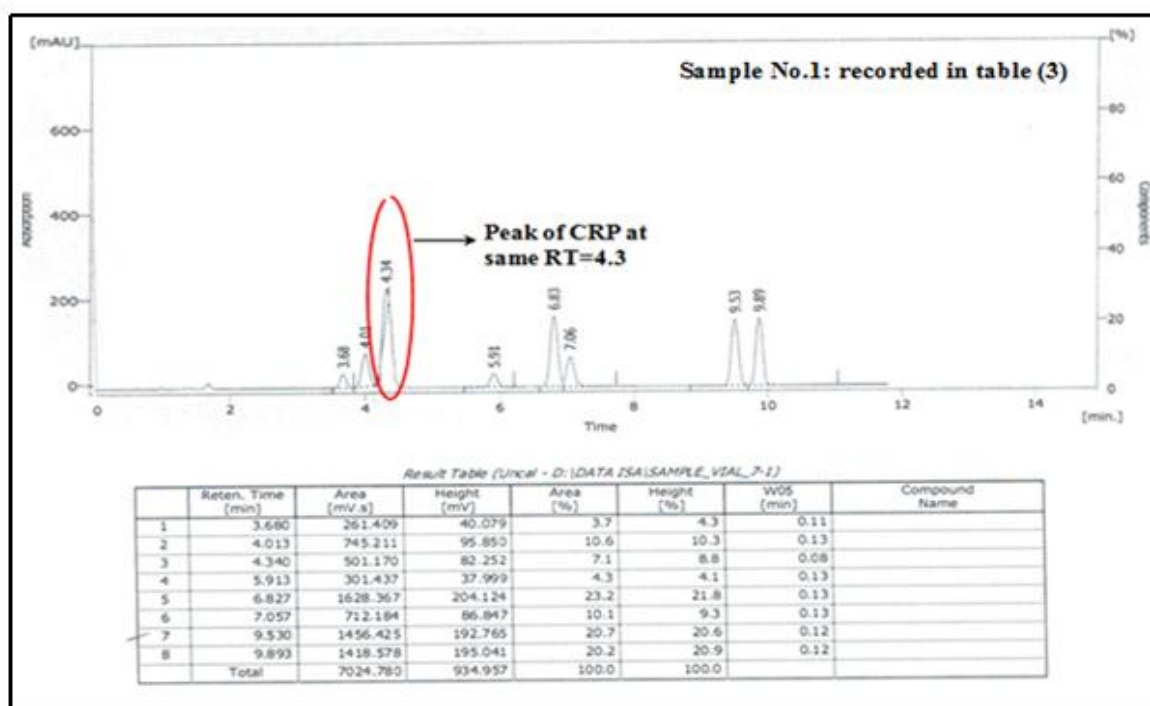 [mAU]
[%]
Sample No.1: recorded in table (3)
600
400
200
0
80
60
40
20
0
Absorption
Components
Peak of CRP at
same RT=4.3
3.68
4.01
4.34
5.91
6.83
7.06
9.53
9.89
0 2 4 6 8 10 12 14
[min.]
Time
Result Table (Uncal - D:\DATA ISA\SAMPLE_VIAL_7-1)
Reten. Time Area Height Area Height W05 Compound
[min] [mV.s] [mV] [%] [%] (min) Name
1 3.680 261.409 40.079 3.7 4.3 0.11
2 4.013 745.211 95.850 10.6 10.3 0.13
3 4.340 501.170 82.252 7.1 8.8 0.08
4 5.913 301.437 37.999 4.3 4.1 0.13
5 6.827 1628.367 204.124 23.2 21.8 0.13
6 7.057 712.184 86.847 10.1 9.3 0.13
7 9.530 1456.425 192.765 20.7 20.6 0.12
8 9.893 1418.578 195.041 20.2 20.9 0.12
Total 7024.780 934.957 100.0 100.0